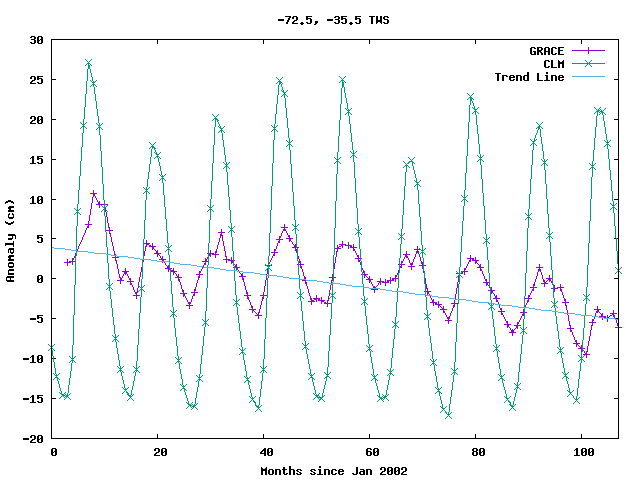 -72.5, -35.5 TWS
GRACE
CLM
Trend Line
30
25
20
15
10
5
0
-5
-10
-15
-20
Anomaly (cm)
0 20 40 60 80 100
Months since Jan 2002